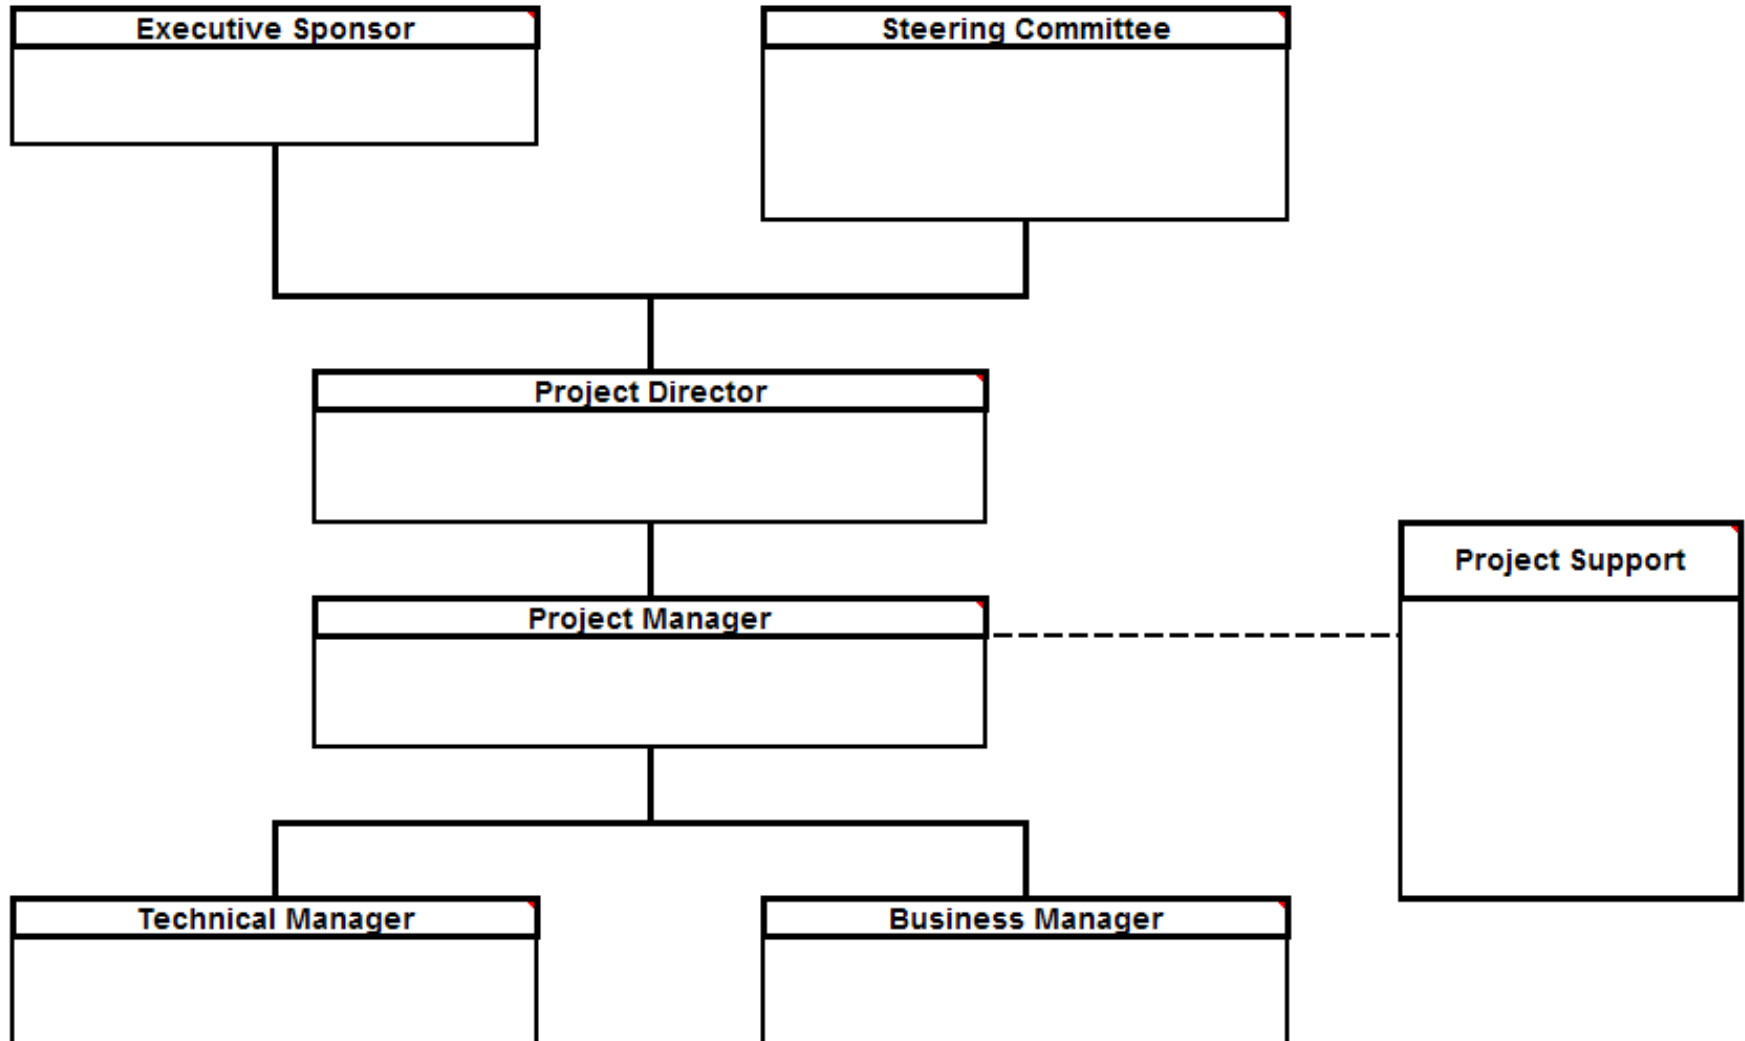 Executive Sponsor
Steering Committee
Project Director
Project Support
Project Manager
Technical Manager
Business Manager